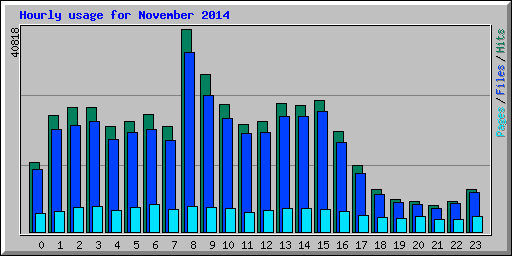 Hourly usage for November 2014
40818
Pages/Files/Hits
0 1 2 3 4 5 6 7 8 9 10 11 12 13 14 15 16 17 18 19 20 21 22 23